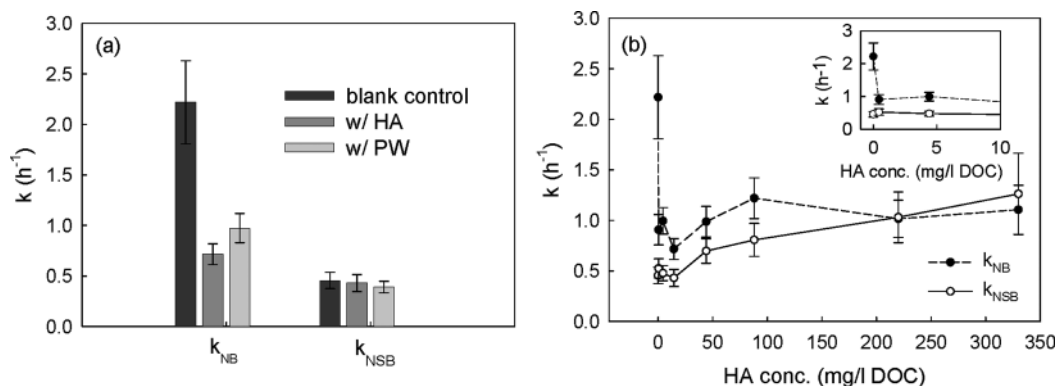 (a)
3.0
2.5
2.0
1.5
1.0
0.5
0.0
k (h⁻¹)
blank control
w/ HA
w/ PW
k_NB
k_NSB
(b)
3.0
2.5
2.0
1.5
1.0
0.5
0.0
k (h⁻¹)
3
2
1
0
k (h⁻¹)
0 5 10
HA conc. (mg/l DOC)
k_NB
k_NSB
0 50 100 150 200 250 300 350
HA conc. (mg/l DOC)